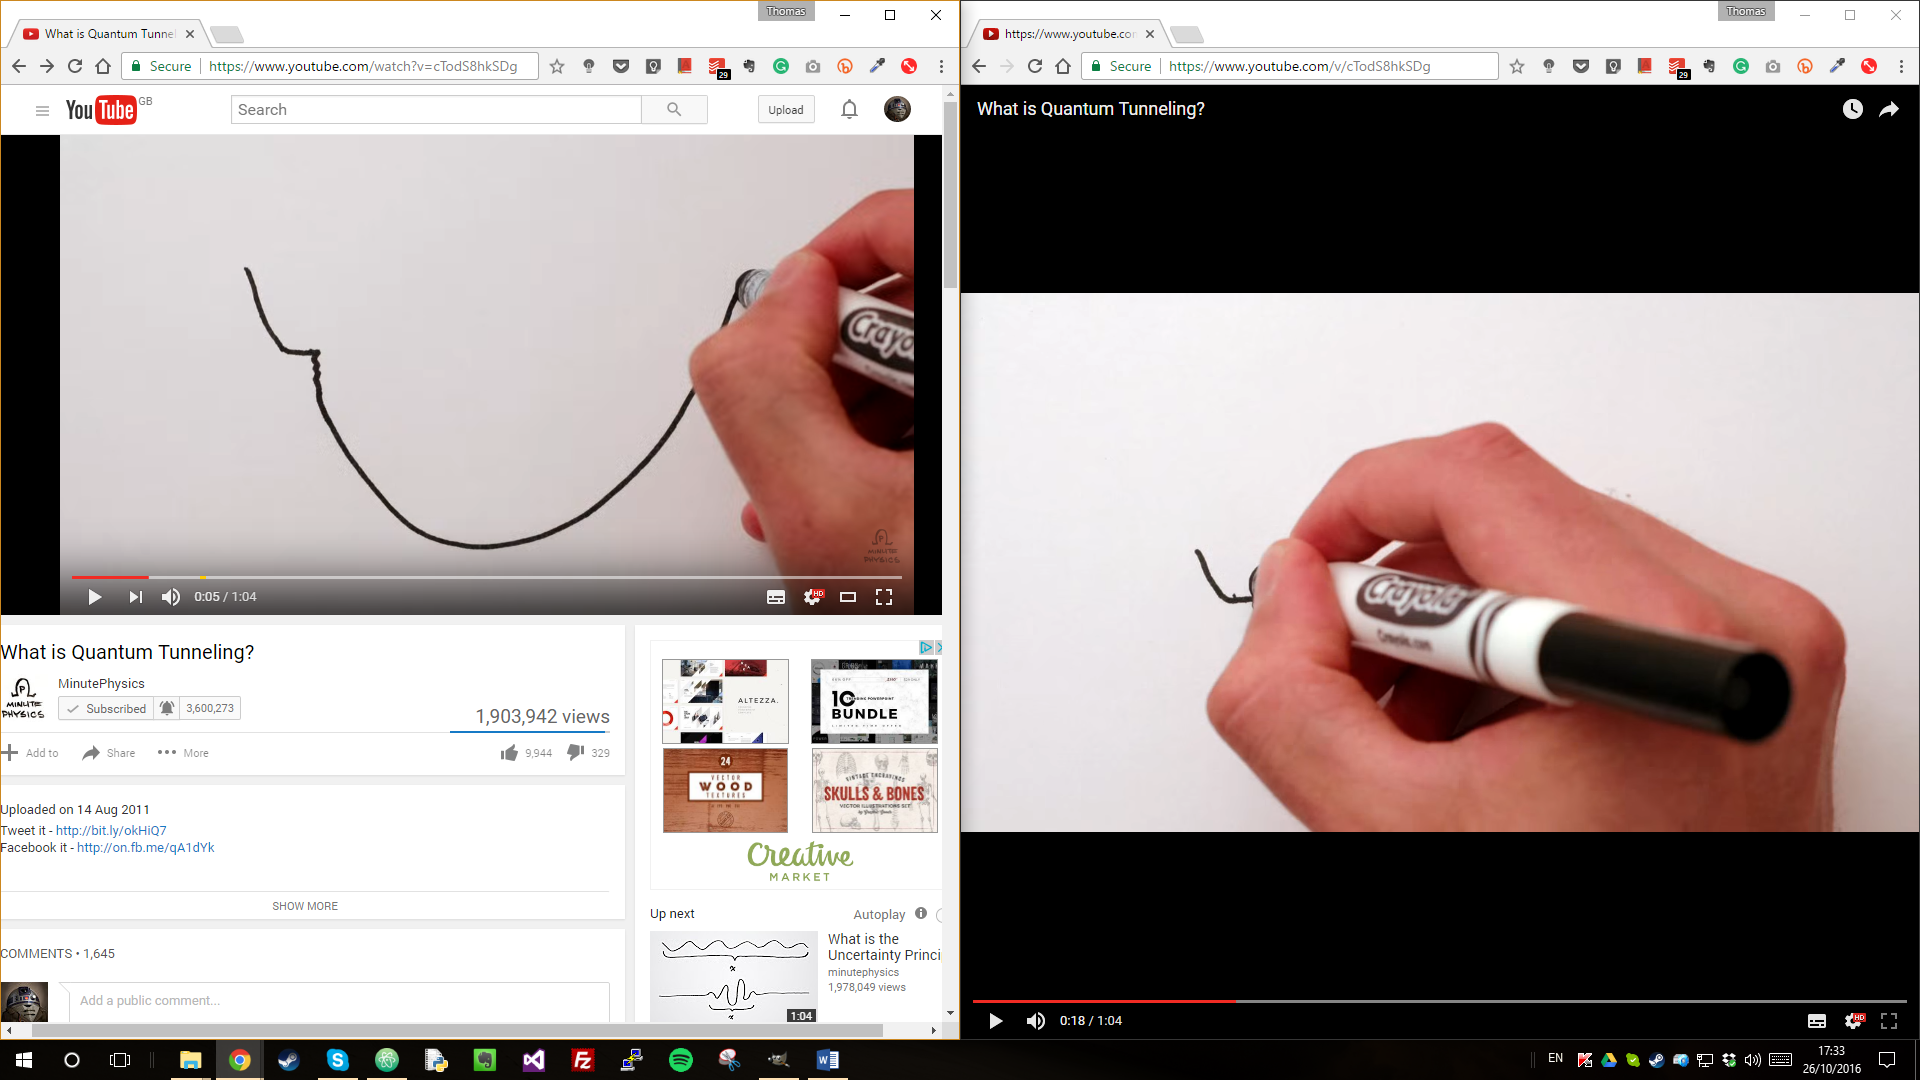 Thomas
What is Quantum Tunnel
Secure
https://www.youtube.com/watch?v=cTodS8hkSDg
29
YouTube GB
Search
Upload
Crayo
MINUTE
PHYSICS
0:05 / 1:04
HD
What is Quantum Tunneling?
MINUTE
PHYSICS
MinutePhysics
Subscribed
3,600,273
1,903,942 views
Add to
Share
More
9,944
329
Uploaded on 14 Aug 2011
Tweet it - http://bit.ly/okHiQ7
Facebook it - http://on.fb.me/qA1dYk
SHOW MORE
COMMENTS • 1,645
Add a public comment...
ALTEZZA.
10
BUNDLE
24
VECTOR
WOOD
TEXTURES
VINTAGE ENGRAVINGS
SKULLS & BONES
VECTOR ILLUSTRATIONS SET
Creative
MARKET
Up next
Autoplay
What is the
Uncertainty Princi
minutephysics
1,978,049 views
x
x
1:04
Thomas
https://www.youtube.co
Secure
https://www.youtube.com/v/cTodS8hkSDg
29
What is Quantum Tunneling?
Crayola
Crayola.com
0:18 / 1:04
HD
EN
17:33
26/10/2016